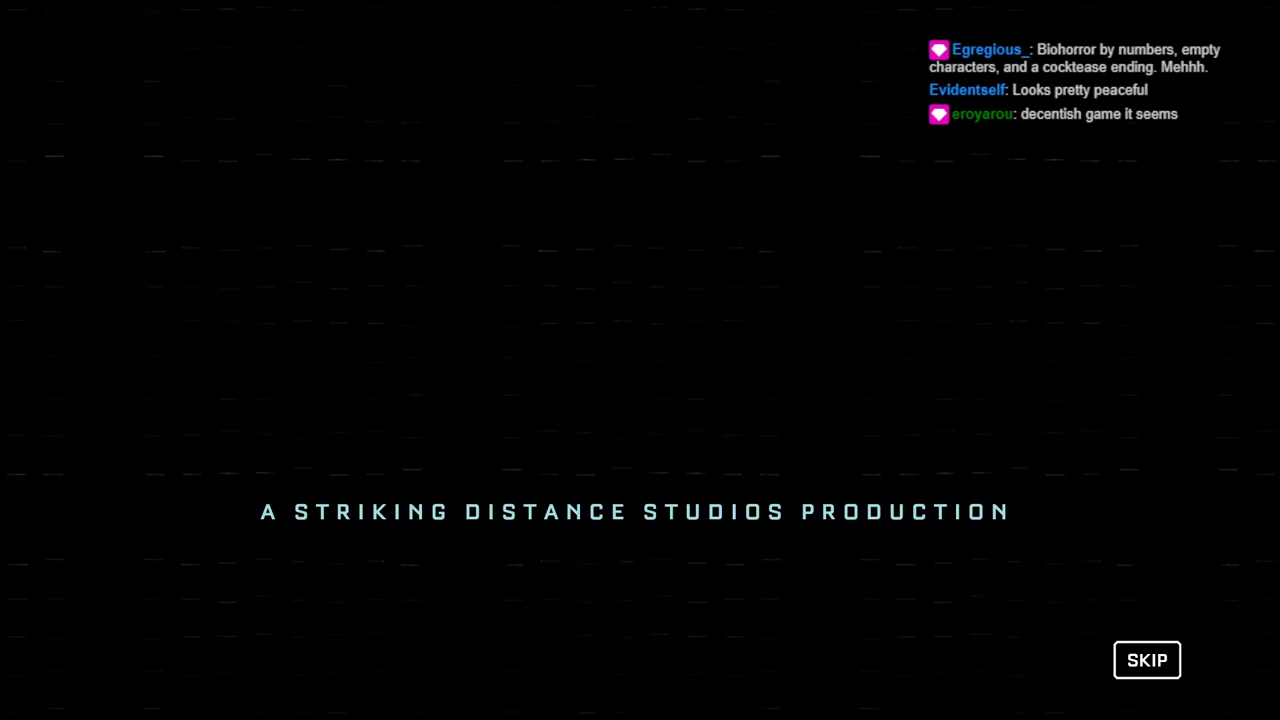 Egregious_: Biohorror by numbers, empty
characters, and a cocktease ending. Mehhh.
Evidentself: Looks pretty peaceful
eroyarou: decentish game it seems
A STRIKING DISTANCE STUDIOS PRODUCTION
SKIP